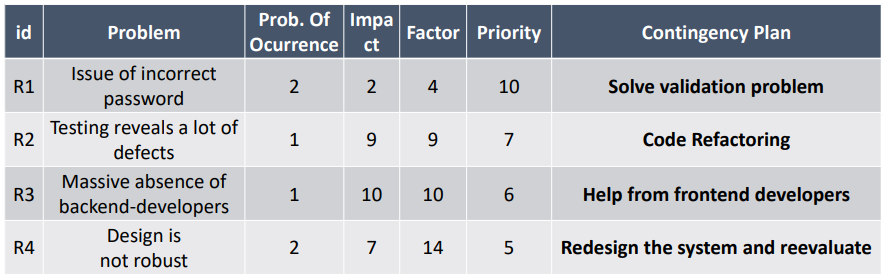 id Problem Prob. Of Ocurrence Impa ct Factor Priority Contingency Plan
R1 Issue of incorrect password 2 2 4 10 Solve validation problem
R2 Testing reveals a lot of defects 1 9 9 7 Code Refactoring
R3 Massive absence of backend-developers 1 10 10 6 Help from frontend developers
R4 Design is not robust 2 7 14 5 Redesign the system and reevaluate